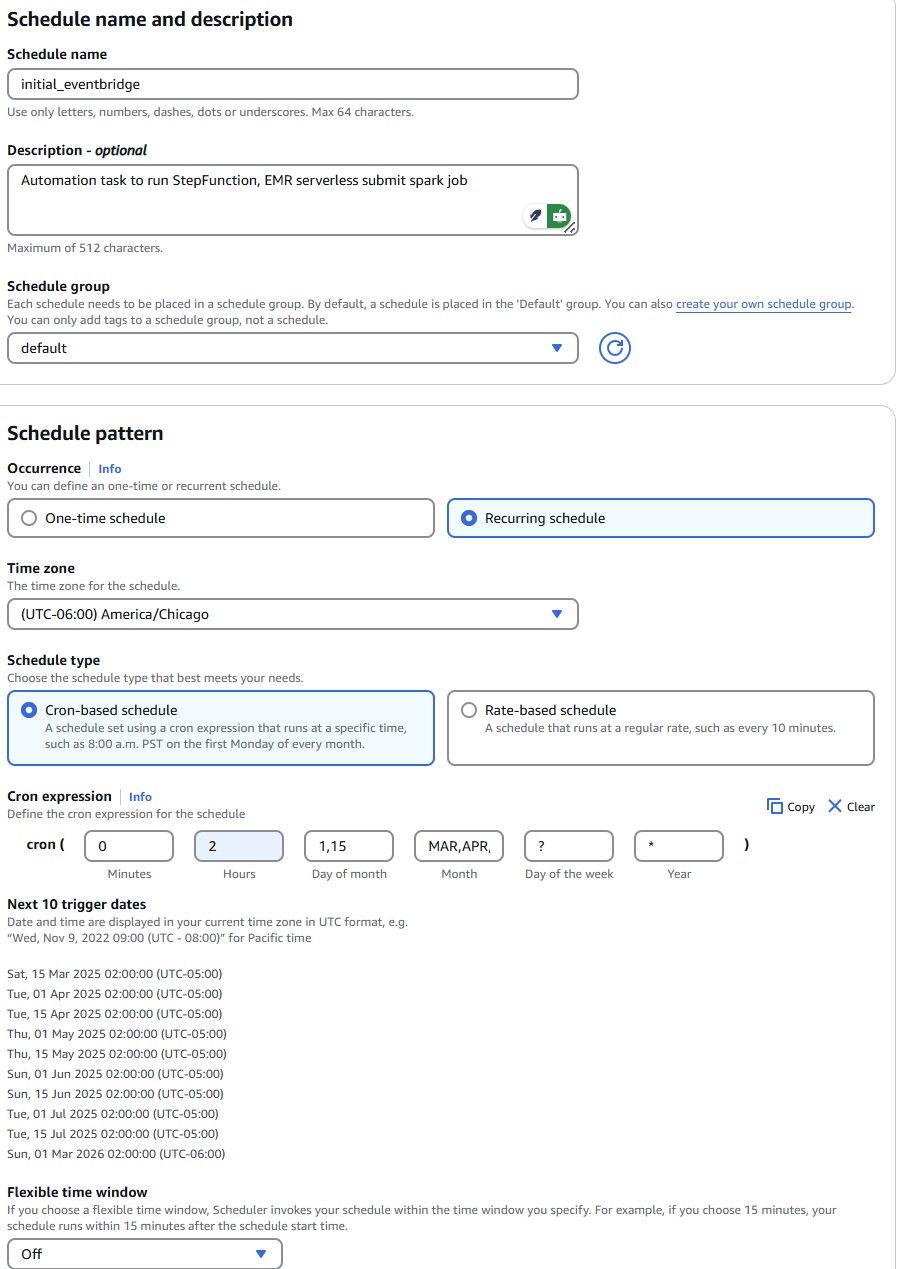 Schedule name and description
Schedule name
initial_eventbridge
Use only letters, numbers, dashes, dots or underscores. Max 64 characters.
Description - optional
Automation task to run StepFunction, EMR serverless submit spark job
Maximum of 512 characters.
Schedule group
Each schedule needs to be placed in a schedule group. By default, a schedule is placed in the 'Default' group. You can also create your own schedule group.
You can only add tags to a schedule group, not a schedule.
default
Schedule pattern
Occurrence Info
You can define an one-time or recurrent schedule.
One-time schedule Recurring schedule
Time zone
The time zone for the schedule.
(UTC-06:00) America/Chicago
Schedule type
Choose the schedule type that best meets your needs.
Cron-based schedule Rate-based schedule
A schedule set using a cron expression that runs at a specific time, A schedule that runs at a regular rate, such as every 10 minutes.
such as 8:00 a.m. PST on the first Monday of every month.
Cron expression Info
Copy Clear
Define the cron expression for the schedule
cron ( 0 2 1,15 MAR,APR, ? * )
Minutes Hours Day of month Month Day of the week Year
Next 10 trigger dates
Date and time are displayed in your current time zone in UTC format, e.g.
“Wed, Nov 9, 2022 09:00 (UTC - 08:00)” for Pacific time
Sat, 15 Mar 2025 02:00:00 (UTC-05:00)
Tue, 01 Apr 2025 02:00:00 (UTC-05:00)
Tue, 15 Apr 2025 02:00:00 (UTC-05:00)
Thu, 01 May 2025 02:00:00 (UTC-05:00)
Thu, 15 May 2025 02:00:00 (UTC-05:00)
Sun, 01 Jun 2025 02:00:00 (UTC-05:00)
Sun, 15 Jun 2025 02:00:00 (UTC-05:00)
Tue, 01 Jul 2025 02:00:00 (UTC-05:00)
Tue, 15 Jul 2025 02:00:00 (UTC-05:00)
Sun, 01 Mar 2026 02:00:00 (UTC-06:00)
Flexible time window
If you choose a flexible time window, Scheduler invokes your schedule within the time window you specify. For example, if you choose 15 minutes, your
schedule runs within 15 minutes after the schedule start time.
Off